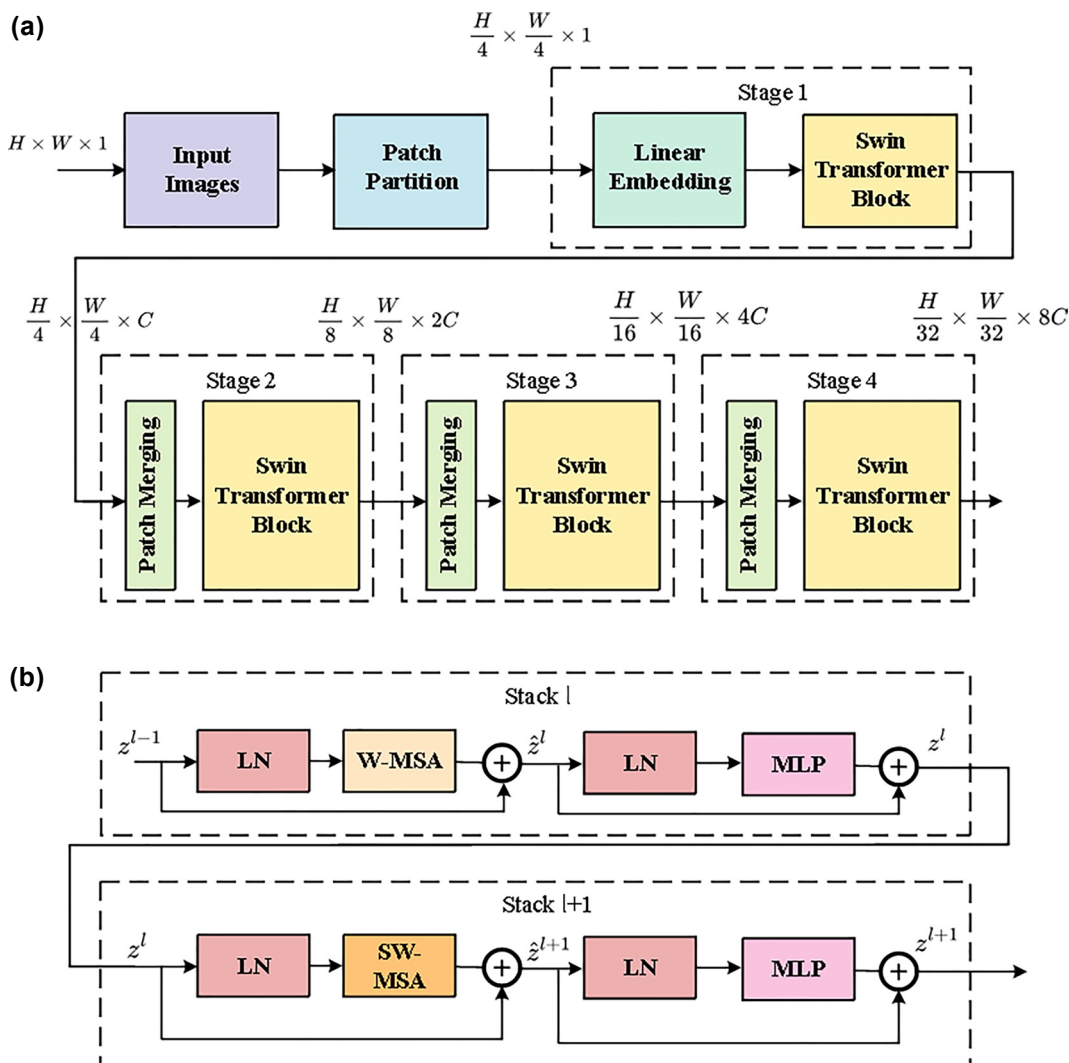 (a)
H/4 × W/4 × 1
Stage 1
H × W × 1
Input
Images
Patch
Partition
Linear
Embedding
Swin
Transformer
Block
H/4 × W/4 × C
H/8 × W/8 × 2C
H/16 × W/16 × 4C
H/32 × W/32 × 8C
Stage 2
Patch Merging
Swin
Transformer
Block
Stage 3
Patch Merging
Swin
Transformer
Block
Stage 4
Patch Merging
Swin
Transformer
Block
(b)
Stack l
z^{l−1}
LN
W-MSA
+
ẑ^l
LN
MLP
+
z^l
Stack l+1
z^l
LN
SW-
MSA
+
ẑ^{l+1}
LN
MLP
+
z^{l+1}